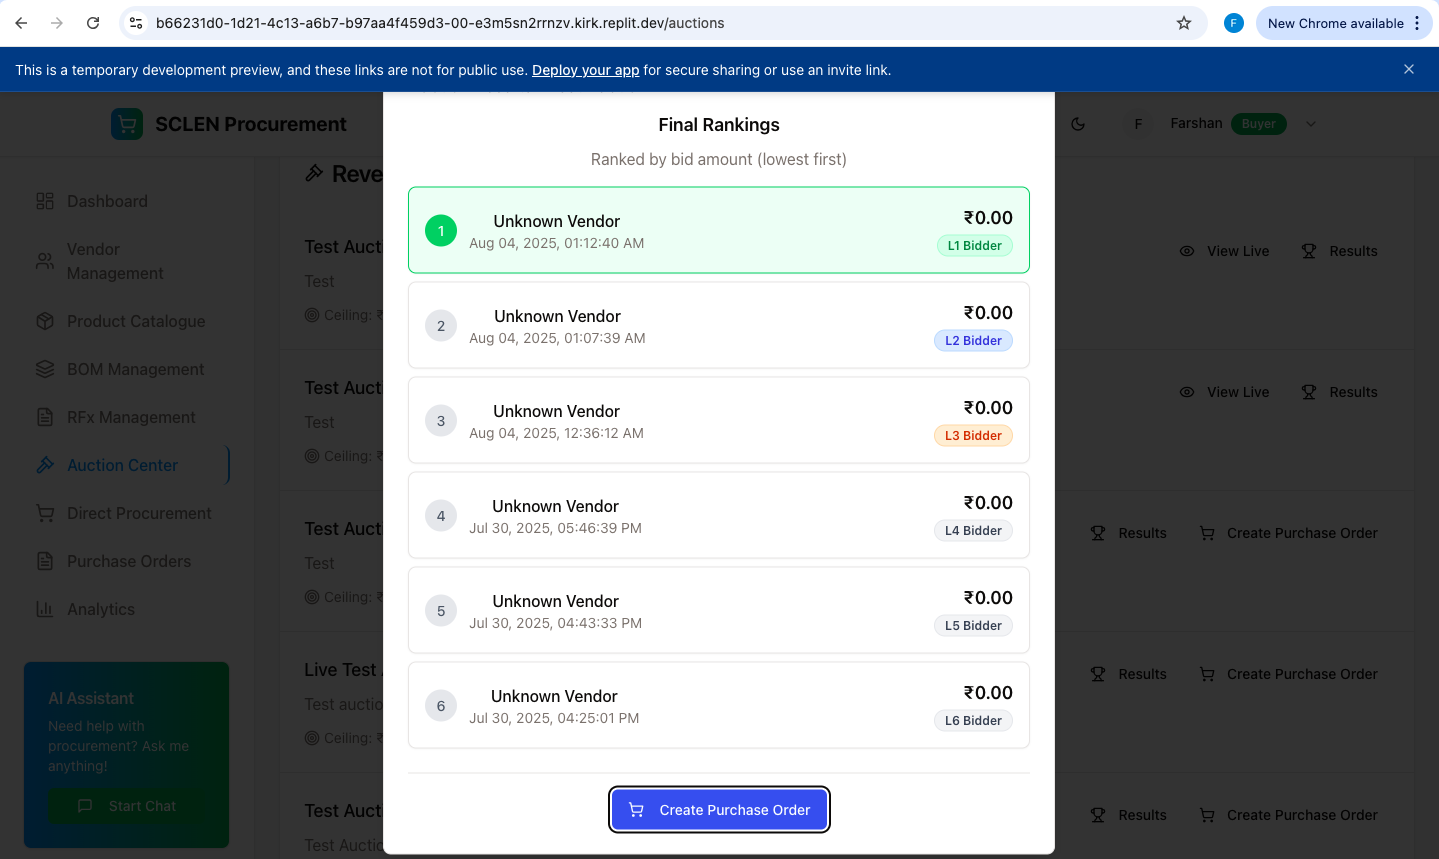 b66231d0-1d21-4c13-a6b7-b97aa4f459d3-00-e3m5sn2rrnzv.kirk.replit.dev/auctions
F
New Chrome available
This is a temporary development preview, and these links are not for public use. Deploy your app for secure sharing or use an invite link.
SCLEN Procurement
F
Farshan
Buyer
Dashboard
Vendor
Management
Product Catalogue
BOM Management
RFx Management
Auction Center
Direct Procurement
Purchase Orders
Analytics
AI Assistant
Need help with
procurement? Ask me
anything!
Start Chat
Reve
Test Aucti
Test
Ceiling: ₹
View Live
Results
Test Aucti
Test
Ceiling: ₹
View Live
Results
Test Aucti
Test
Ceiling: ₹
Results
Create Purchase Order
Live Test
Test auctio
Ceiling: ₹
Results
Create Purchase Order
Test Aucti
Test Auctio
Results
Create Purchase Order
Final Rankings
Ranked by bid amount (lowest first)
1
Unknown Vendor
Aug 04, 2025, 01:12:40 AM
₹0.00
L1 Bidder
2
Unknown Vendor
Aug 04, 2025, 01:07:39 AM
₹0.00
L2 Bidder
3
Unknown Vendor
Aug 04, 2025, 12:36:12 AM
₹0.00
L3 Bidder
4
Unknown Vendor
Jul 30, 2025, 05:46:39 PM
₹0.00
L4 Bidder
5
Unknown Vendor
Jul 30, 2025, 04:43:33 PM
₹0.00
L5 Bidder
6
Unknown Vendor
Jul 30, 2025, 04:25:01 PM
₹0.00
L6 Bidder
Create Purchase Order